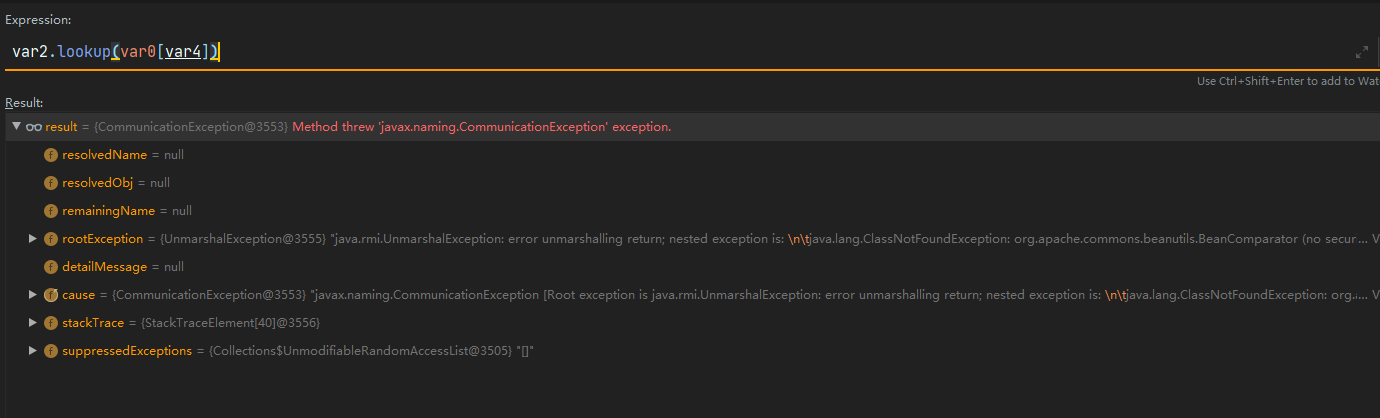 Expression:
var2.lookup(var0[var4])
Use Ctrl+Shift+Enter to add to Wat
Result:
result = {CommunicationException@3553} Method threw 'javax.naming.CommunicationException' exception.
f resolvedName = null
f resolvedObj = null
f remainingName = null
f rootException = {UnmarshalException@3555} "java.rmi.UnmarshalException: error unmarshalling return; nested exception is: \n\tjava.lang.ClassNotFoundException: org.apache.commons.beanutils.BeanComparator (no secur ... V
f detailMessage = null
f cause = {CommunicationException@3553} "javax.naming.CommunicationException [Root exception is java.rmi.UnmarshalException: error unmarshalling return; nested exception is: \n\tjava.lang.ClassNotFoundException: org.... V
f stackTrace = {StackTraceElement[40]@3556}
f suppressedExceptions = {Collections$UnmodifiableRandomAccessList@3505} "[]"